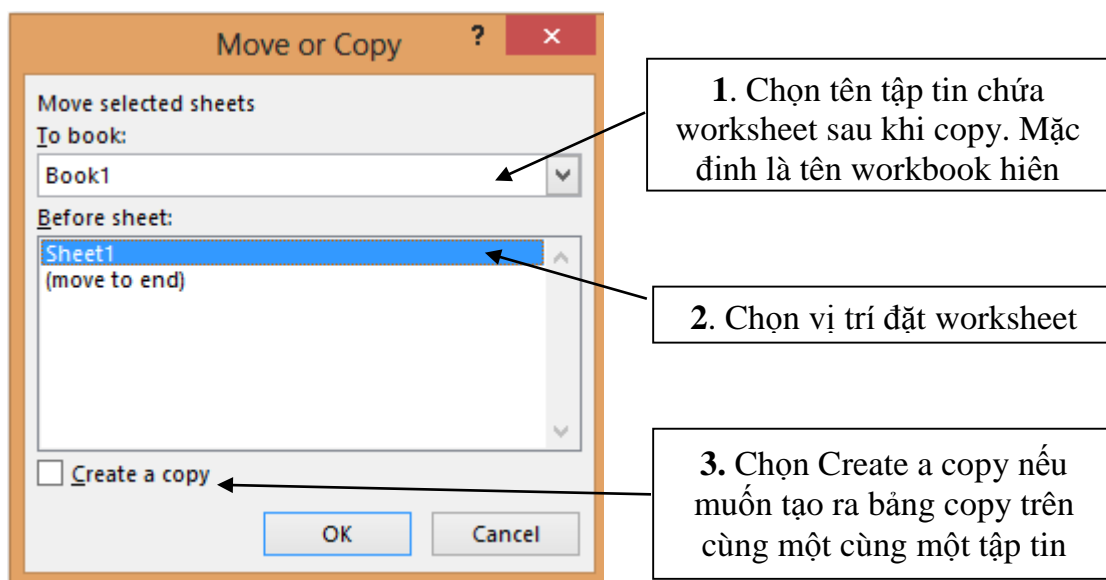 Move or Copy
?
×
Move selected sheets
To book:
Book1
Before sheet:
Sheet1
(move to end)
Create a copy
OK
Cancel
1. Chọn tên tập tin chứa
worksheet sau khi copy. Mặc
đinh là tên workbook hiên
2. Chọn vị trí đặt worksheet
3. Chọn Create a copy nếu
muốn tạo ra bảng copy trên
cùng một cùng một tập tin